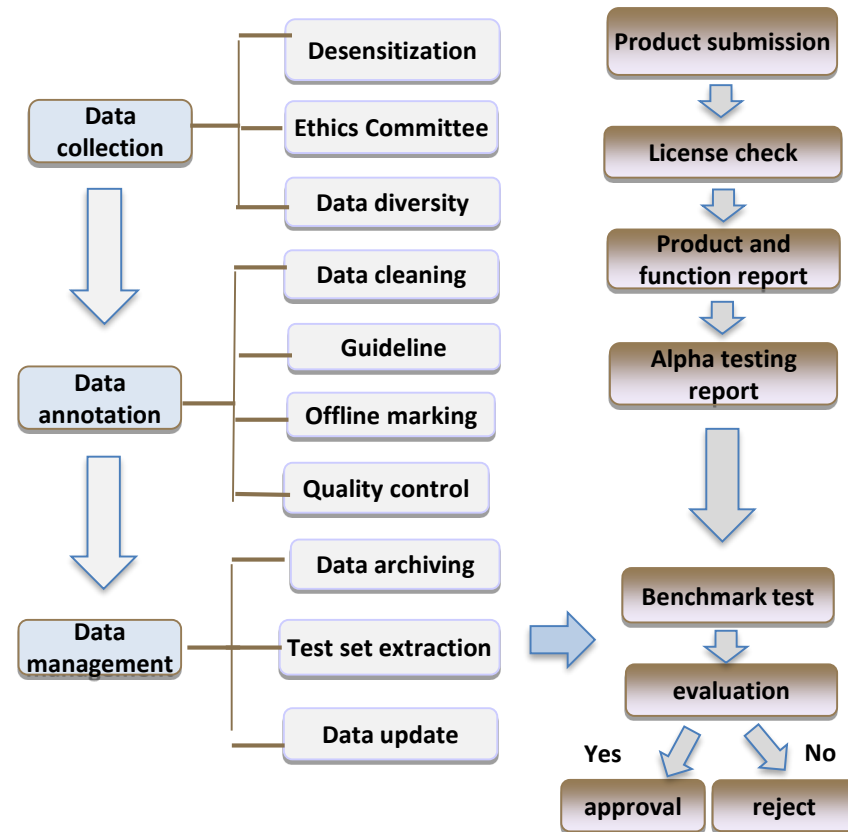 Data
collection
Desensitization
Ethics Committee
Data diversity
Data
annotation
Data cleaning
Guideline
Offline marking
Quality control
Data
management
Data archiving
Test set extraction
Data update
Product submission
License check
Product and
function report
Alpha testing
report
Benchmark test
evaluation
Yes
No
approval
reject